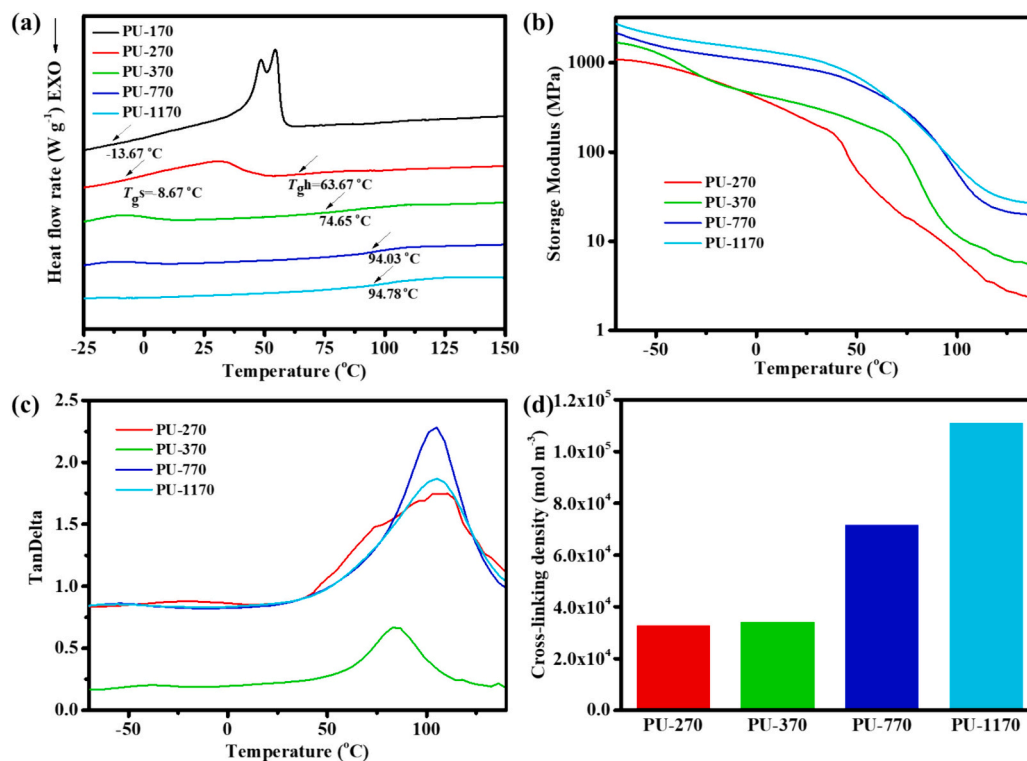 (a)
Heat flow rate (W g⁻¹) EXO
PU-170
PU-270
PU-370
PU-770
PU-1170
-13.67 °C
Tgs=-8.67 °C
Tgh=63.67 °C
74.65 °C
94.03 °C
94.78 °C
-25 0 25 50 75 100 125 150
Temperature (°C)
(b)
Storage Modulus (MPa)
1000
100
10
1
PU-270
PU-370
PU-770
PU-1170
-50 0 50 100
Temperature (°C)
(c)
TanDelta
2.5
2.0
1.5
1.0
0.5
0.0
PU-270
PU-370
PU-770
PU-1170
-50 0 50 100
Temperature (°C)
(d)
Cross-linking density (mol m⁻³)
1.2x10⁵
1.0x10⁵
8.0x10⁴
6.0x10⁴
4.0x10⁴
2.0x10⁴
0.0
PU-270 PU-370 PU-770 PU-1170